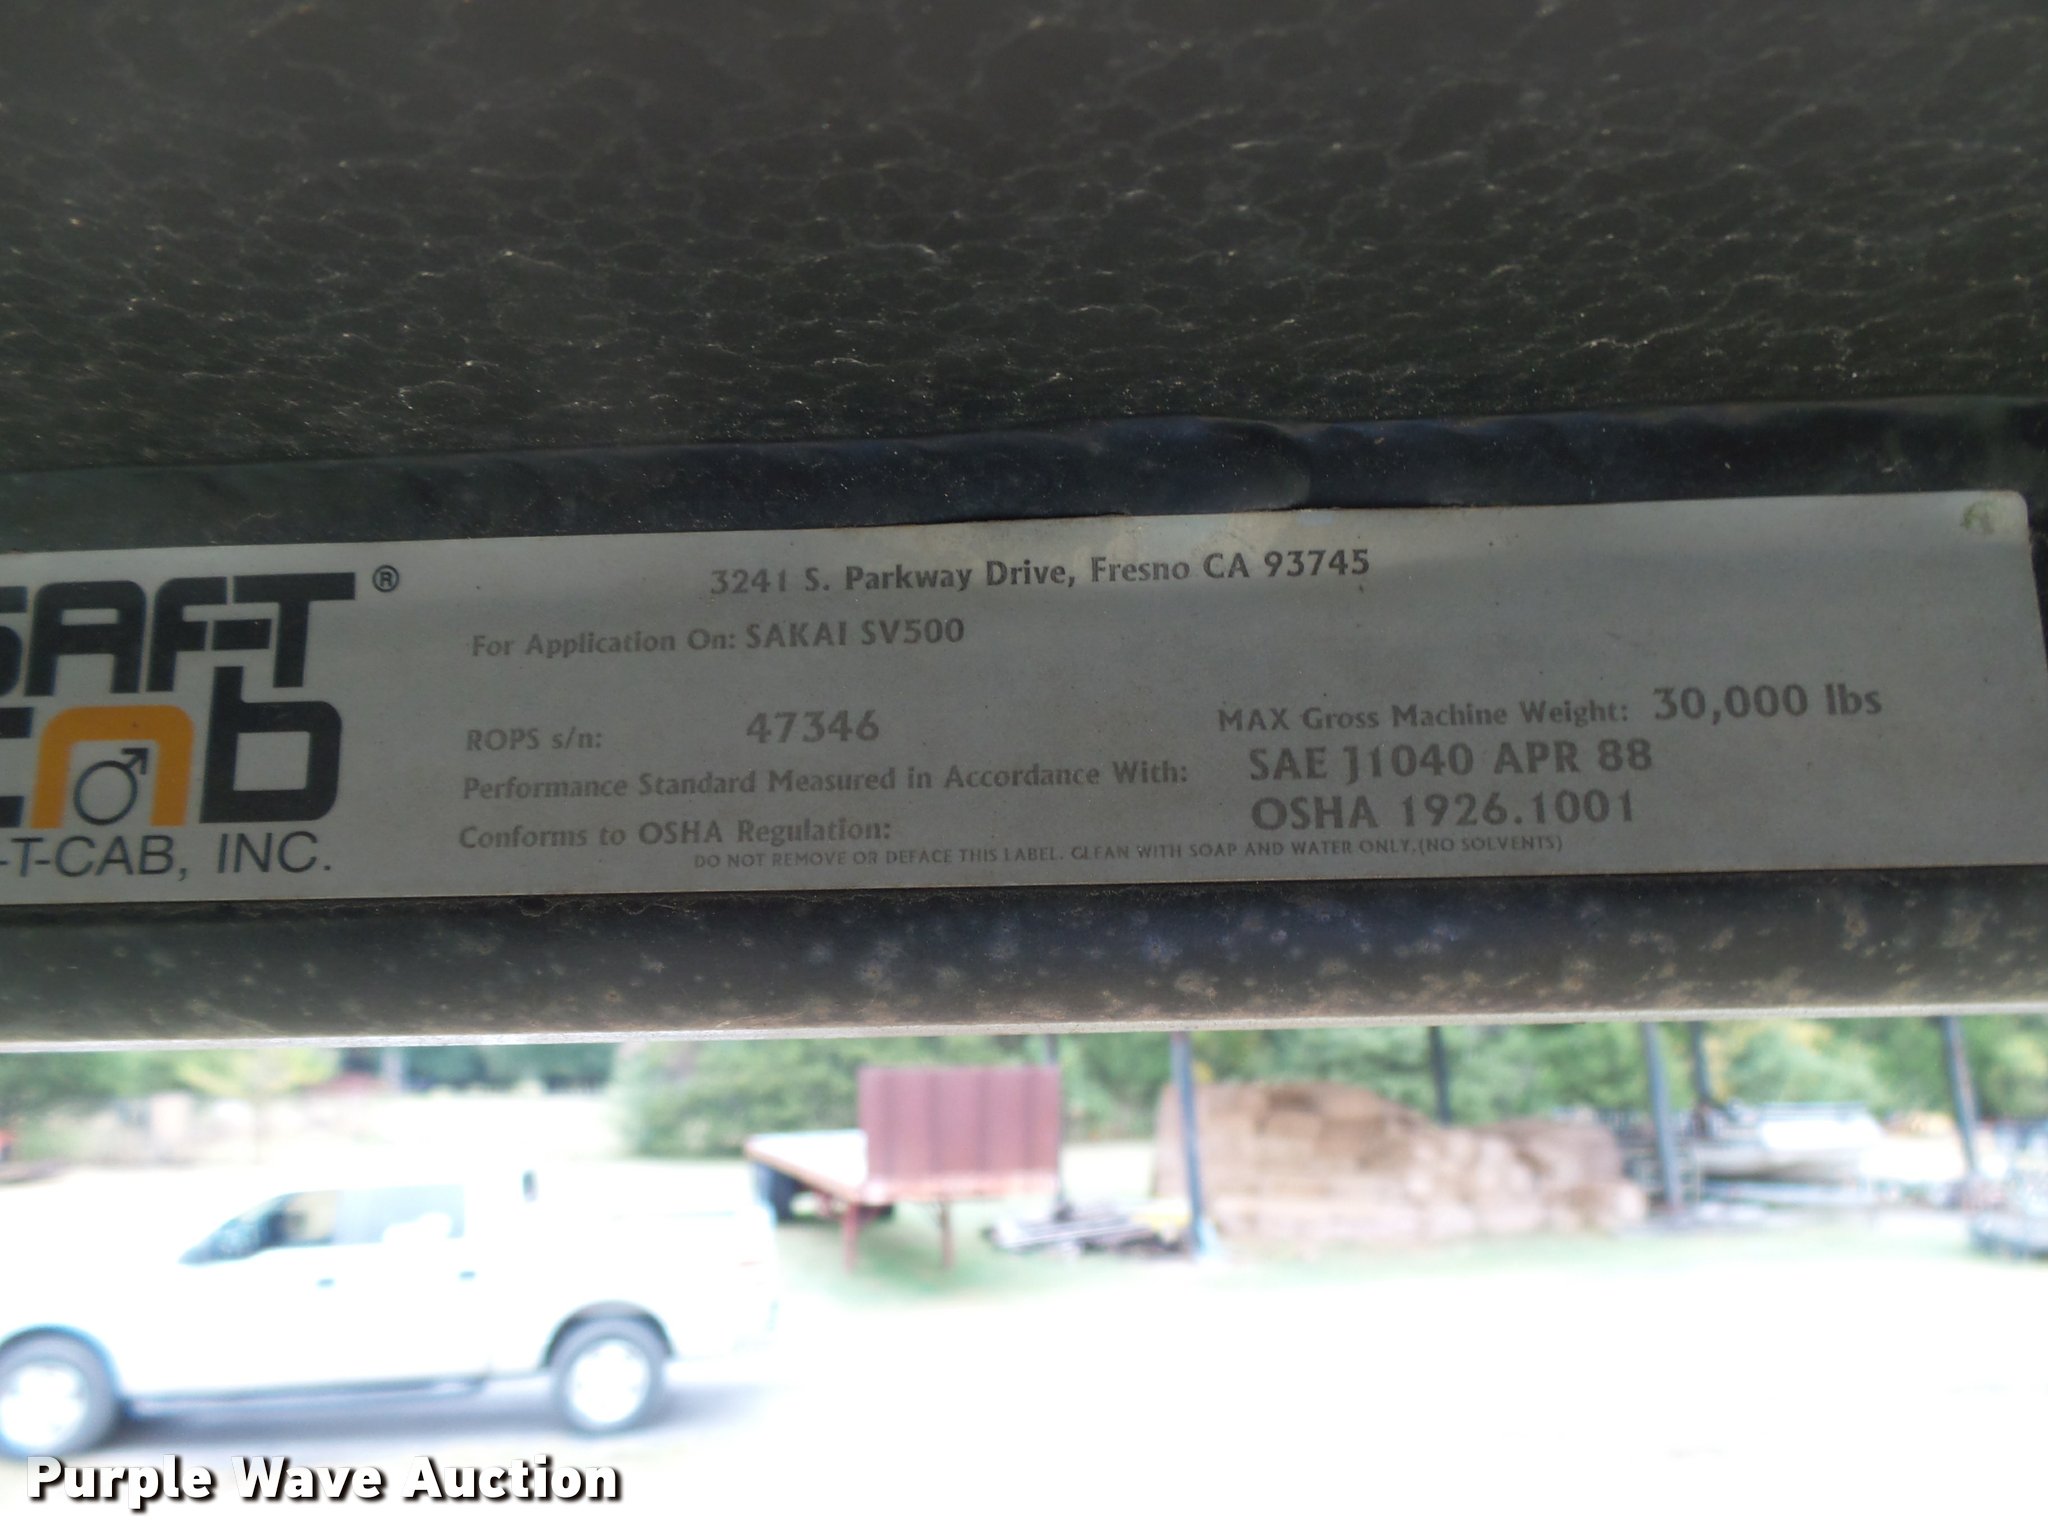 SAF-T ®
cab
-T-CAB, INC.
3241 S. Parkway Drive, Fresno CA 93745
For Application On: SAKAI SV500
ROPS s/n: 47346
MAX Gross Machine Weight: 30,000 lbs
Performance Standard Measured in Accordance With: SAE J1040 APR 88
Conforms to OSHA Regulation: OSHA 1926.1001
DO NOT REMOVE OR DEFACE THIS LABEL. CLEAN WITH SOAP AND WATER ONLY.(NO SOLVENTS)
Purple Wave Auction